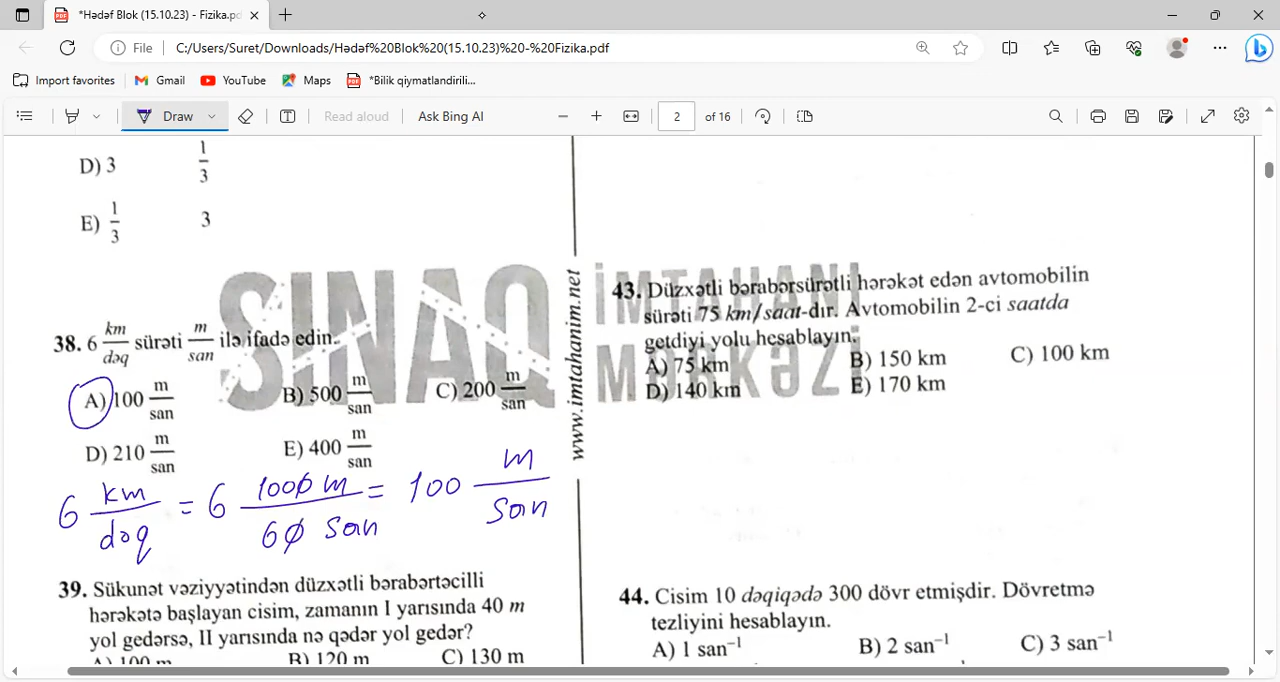 *Hədəf Blok (15.10.23) - Fizika.pd
File C:/Users/Suret/Downloads/Hədəf%20Blok%20(15.10.23)%20-%20Fizika.pdf
Import favorites Gmail YouTube Maps *Bilik qiymatlandirili...
Draw Read aloud Ask Bing AI 2 of 16
D) 3 1/3
E) 1/3 3
SINAQ İMTAHANI MƏRKƏZİ
www.imtahanim.net
38. 6 km/dəq sürəti m/san ilə ifadə edin.
A) 100 m/san B) 500 m/san C) 200 m/san
D) 210 m/san E) 400 m/san
6 km/dəq = 6 1000 m/60 san = 100 m/san
39. Sükunət vəziyyətindən düzxətli bərabərtəcilli
hərəkətə başlayan cisim, zamanın I yarısında 40 m
yol gedərsə, II yarısında nə qədər yol gedər?
A) 100 m B) 120 m C) 130 m
43. Düzxətli bərabərsürətli hərəkət edən avtomobilin
sürəti 75 km/saat-dır. Avtomobilin 2-ci saatda
getdiyi yolu hesablayın.
A) 75 km B) 150 km C) 100 km
D) 140 km E) 170 km
44. Cisim 10 dəqiqədə 300 dövr etmişdir. Dövretmə
tezliyini hesablayın.
A) 1 san⁻¹ B) 2 san⁻¹ C) 3 san⁻¹